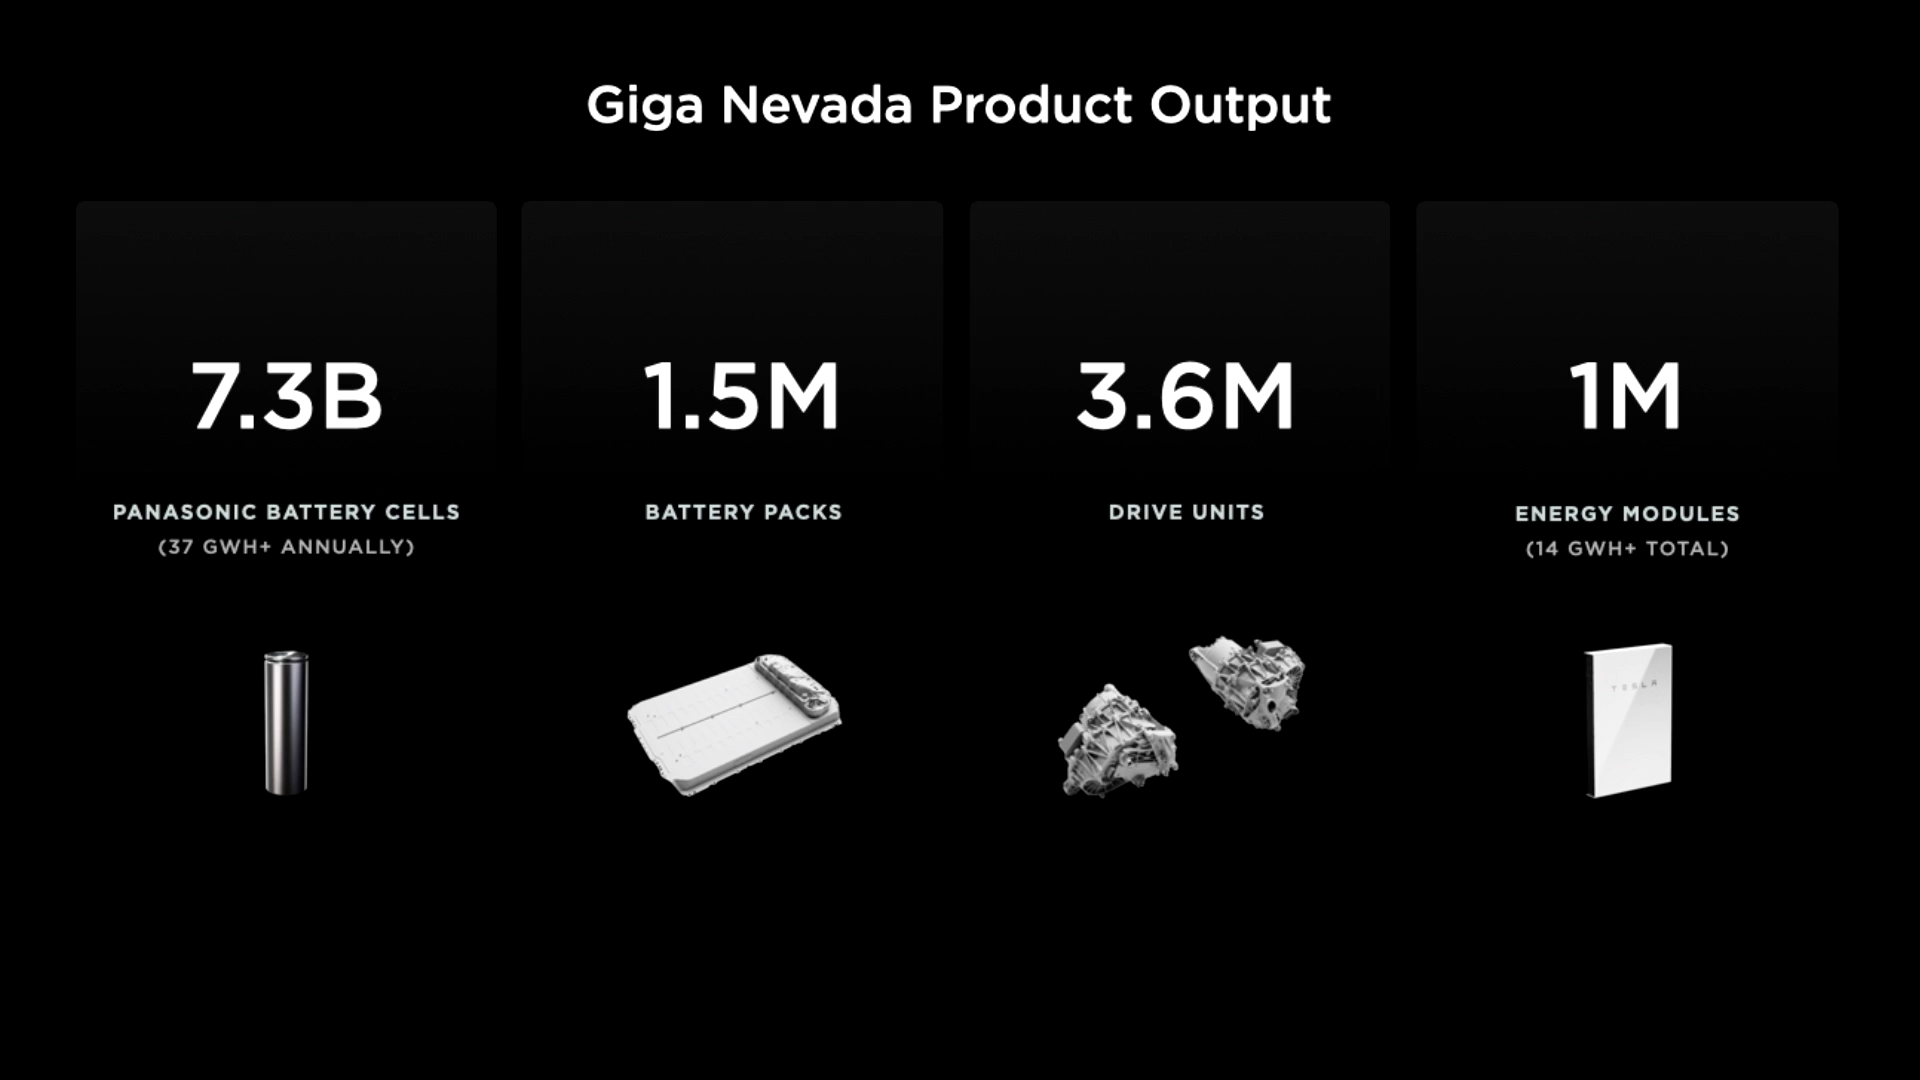 Giga Nevada Product Output
7.3B
PANASONIC BATTERY CELLS
(37 GWH+ ANNUALLY)
1.5M
BATTERY PACKS
3.6M
DRIVE UNITS
1M
ENERGY MODULES
(14 GWH+ TOTAL)
TESLA